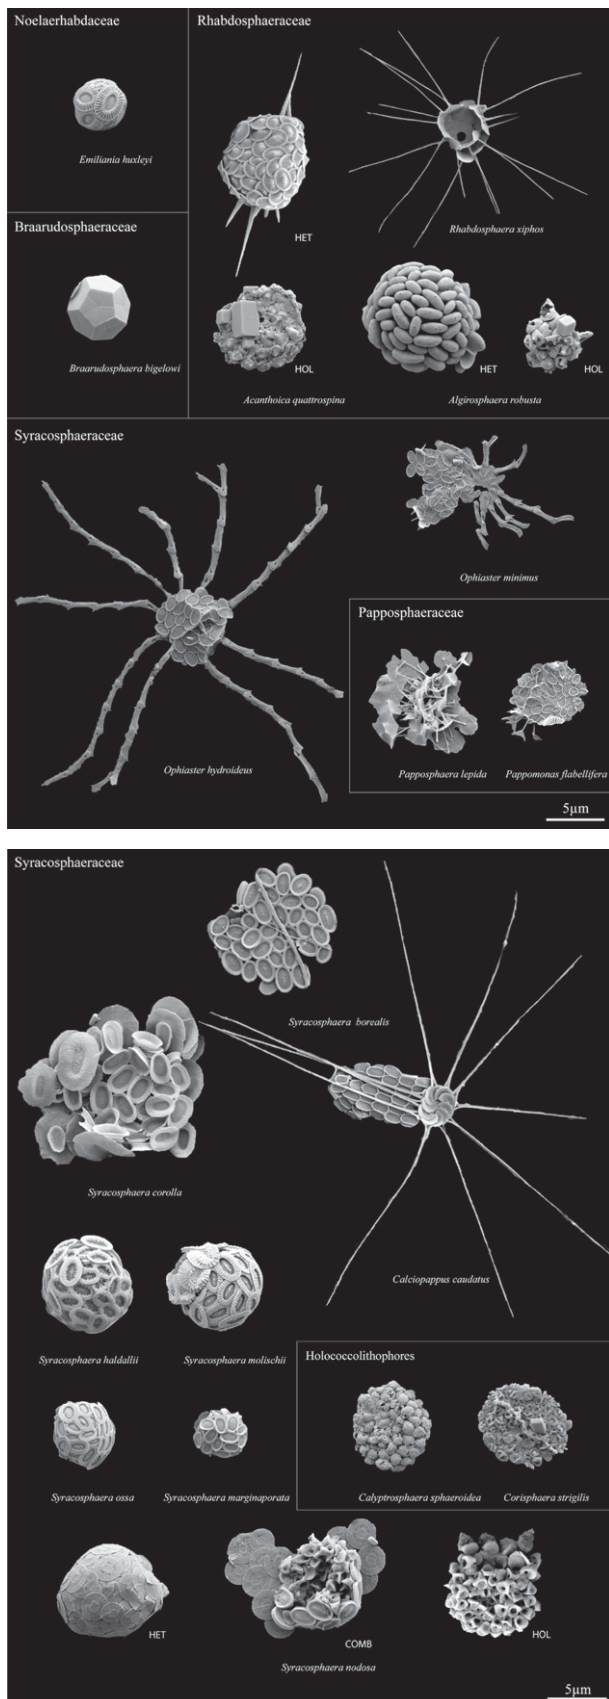 Noelaerhabdaceae
Emiliania huxleyi
Rhabdosphaeraceae
HET
Rhabdosphaera xiphos
Braarudosphaeraceae
Braarudosphaera bigelowi
HOL
HET
HOL
Acanthoica quattrospina
Algirosphaera robusta
Syracosphaeraceae
Ophiaster minimus
Ophiaster hydroideus
Papposphaeraceae
Papposphaera lepida
Pappomonas flabellifera
5µm
Syracosphaeraceae
Syracosphaera borealis
Syracosphaera corolla
Calciopappus caudatus
Syracosphaera haldallii
Syracosphaera molischii
Holococcolithophores
Syracosphaera ossa
Syracosphaera marginaporata
Calyptrosphaera sphaeroidea
Corisphaera strigilis
HET
COMB
HOL
Syracosphaera nodosa
5µm